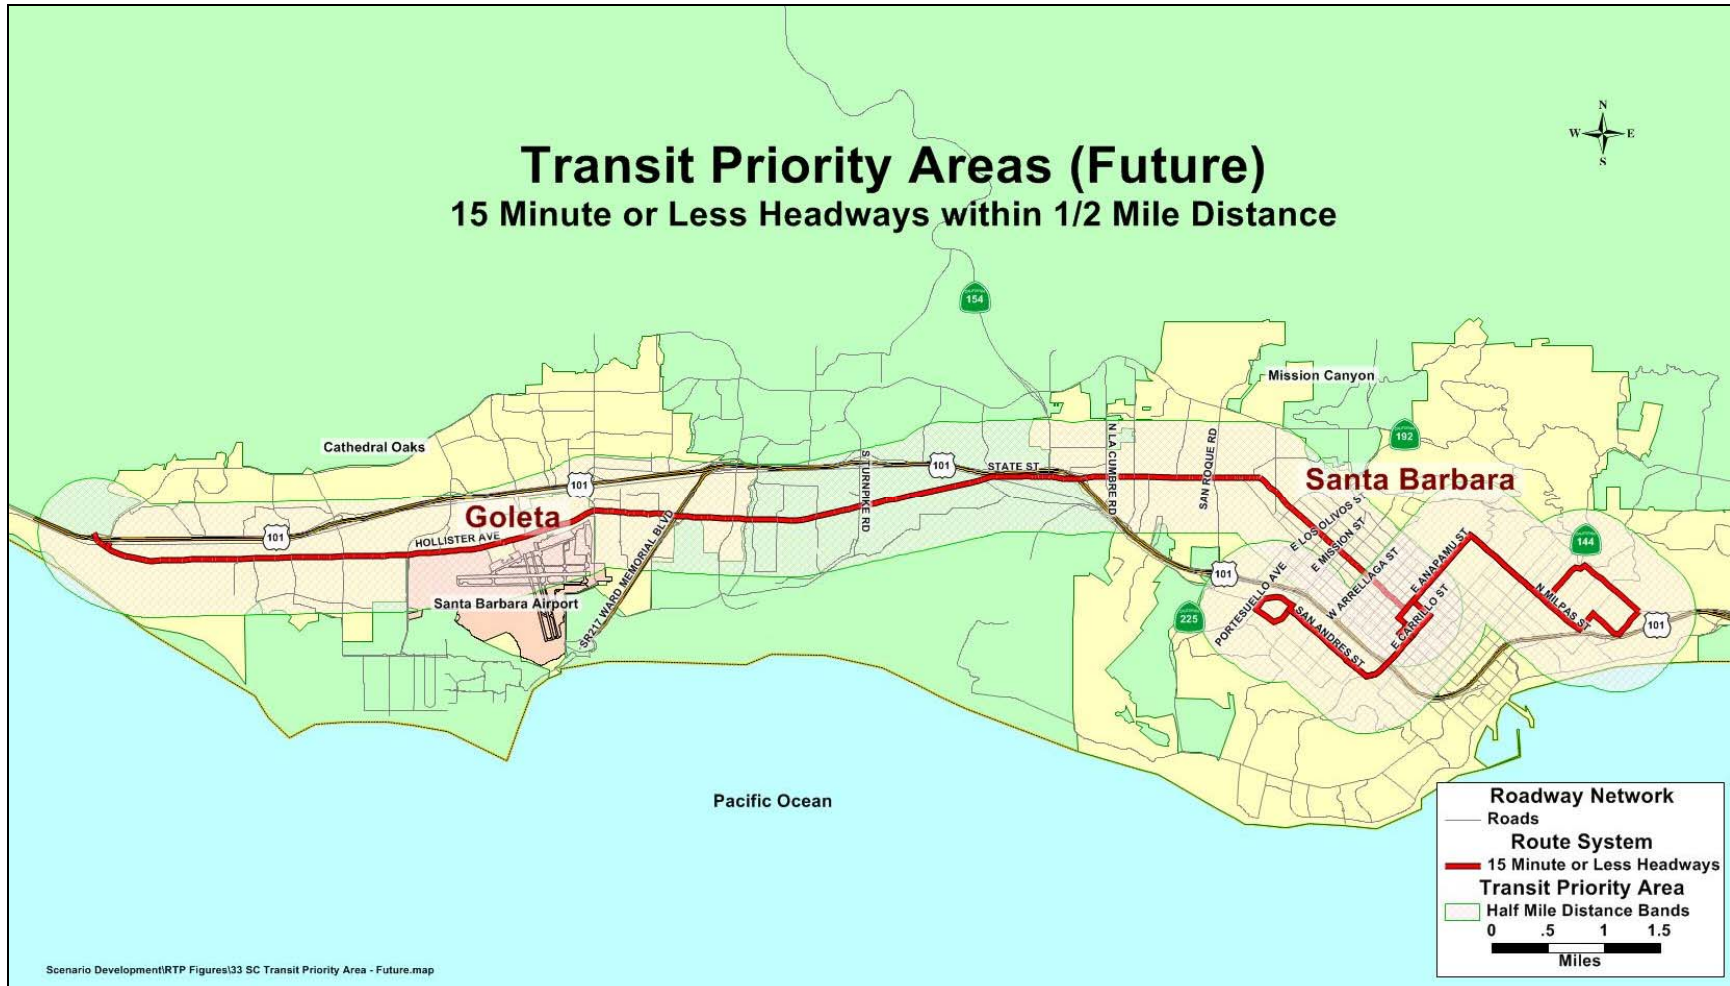 Transit Priority Areas (Future)
15 Minute or Less Headways within 1/2 Mile Distance
N
W E
S
CALIFORNIA
154
Mission Canyon
CALIFORNIA
192
Cathedral Oaks
101
101
101
STATE ST
N LA CUMBRE RD
SAN ROQUE RD
S TURNPIKE RD
Santa Barbara
Goleta
HOLLISTER AVE
E LOS OLIVOS ST
E MISSION ST
W ARRELLAGA ST
E ANAPAMU ST
144
SR217 WARD MEMORIAL BLVD
101
PORTESUELLO AVE
Santa Barbara Airport
225
SAN ANDRES ST
E CARRILLO ST
N MILPAS ST
101
Pacific Ocean
Roadway Network
Roads
Route System
15 Minute or Less Headways
Transit Priority Area
Half Mile Distance Bands
0 .5 1 1.5
Miles
Scenario Development\RTP Figures\33 SC Transit Priority Area - Future.map